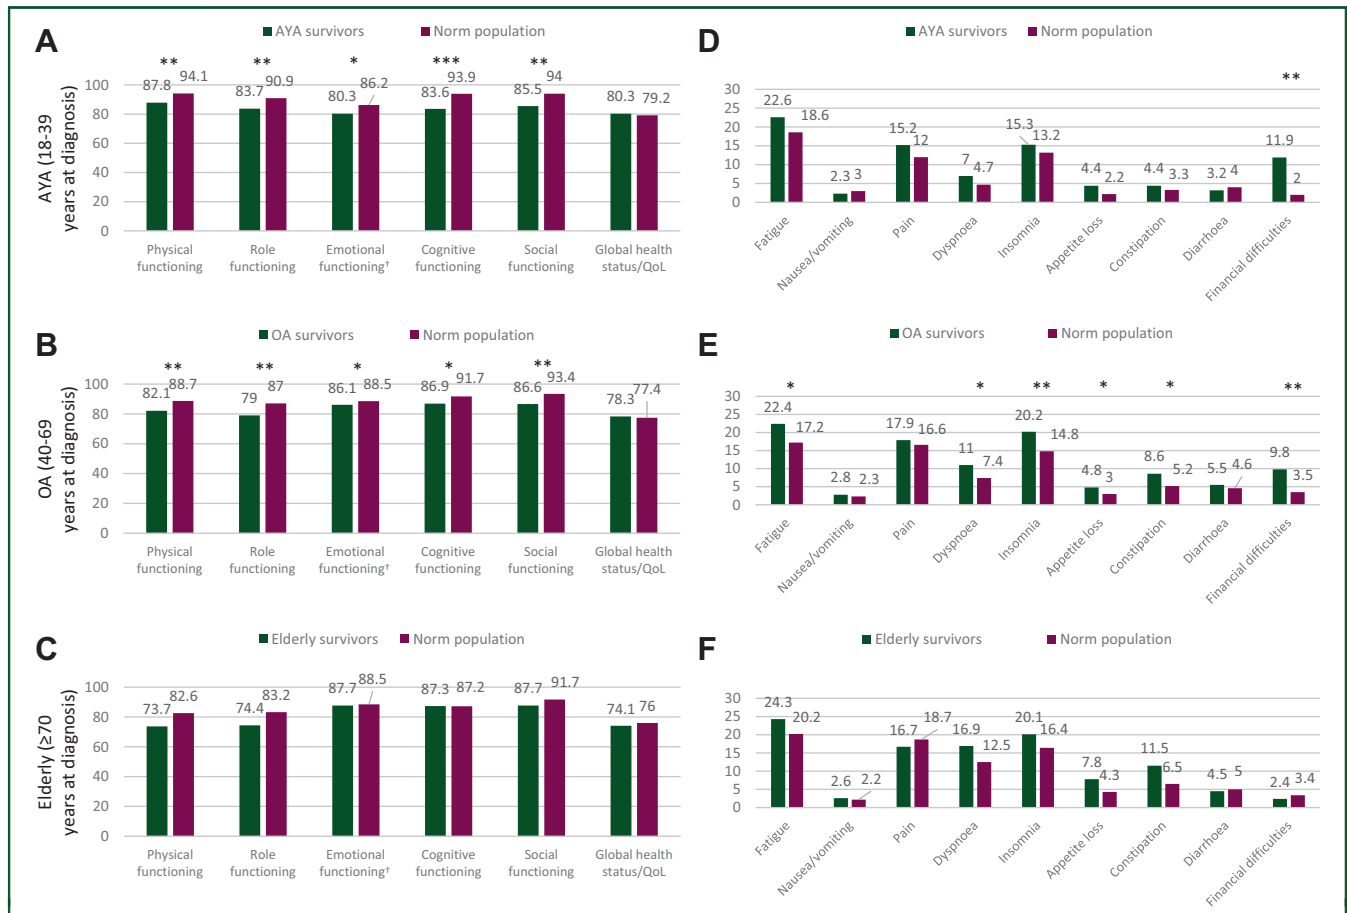 A
AYA survivors Norm population
** ** * *** **
87.8 94.1 83.7 90.9 80.3 86.2 83.6 93.9 85.5 94 80.3 79.2
100
80
60
40
20
0
AYA (18-39
years at diagnosis)
Physical Role Emotional Cognitive Social Global health
functioning functioning functioning† functioning functioning status/QoL
D
AYA survivors Norm population
**
30
25
20
15
10
5
0
22.6 18.6 2.3 3 15.2 12 7 4.7 15.3 13.2 4.4 2.2 4.4 3.3 3.2 4 11.9 2
Fatigue
Nausea/vomiting
Pain
Dyspnoea
Insomnia
Appetite loss
Constipation
Diarrhoea
Financial difficulties
B
OA survivors Norm population
** ** * * **
82.1 88.7 79 87 86.1 88.5 86.9 91.7 86.6 93.4 78.3 77.4
100
80
60
40
20
0
OA (40-69
years at diagnosis)
Physical Role Emotional Cognitive Social Global health
functioning functioning functioning† functioning functioning status/QoL
E
OA survivors Norm population
* * ** * * **
30
25
20
15
10
5
0
22.4 17.2 2.8 2.3 17.9 16.6 11 7.4 20.2 14.8 4.8 3 8.6 5.2 5.5 4.6 9.8 3.5
Fatigue
Nausea/vomiting
Pain
Dyspnoea
Insomnia
Appetite loss
Constipation
Diarrhoea
Financial difficulties
C
Elderly survivors Norm population
73.7 82.6 74.4 83.2 87.7 88.5 87.3 87.2 87.7 91.7 74.1 76
100
80
60
40
20
0
Elderly (≥70
years at diagnosis)
Physical Role Emotional Cognitive Social Global health
functioning functioning functioning† functioning functioning status/QoL
F
Elderly survivors Norm population
30
25
20
15
10
5
0
24.3 20.2 2.6 2.2 16.7 18.7 16.9 12.5 20.1 16.4 7.8 4.3 11.5 6.5 4.5 5 2.4 3.4
Fatigue
Nausea/vomiting
Pain
Dyspnoea
Insomnia
Appetite loss
Constipation
Diarrhoea
Financial difficulties